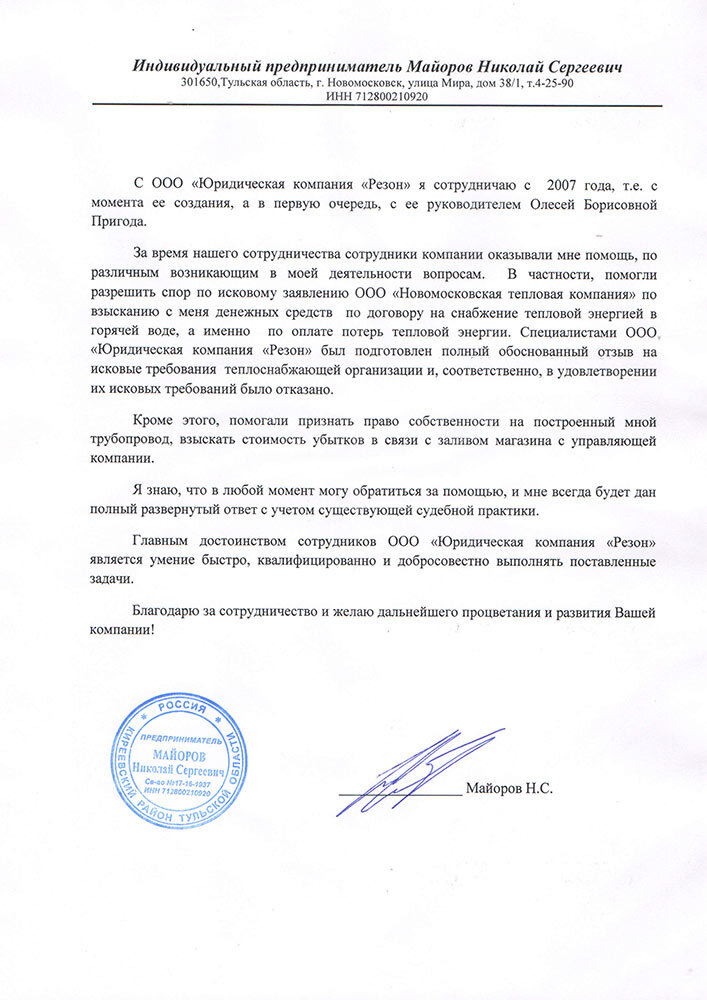 Индивидуальный предприниматель Майоров Николай Сергеевич
301650,Тульская область, г. Новомосковск, улица Мира, дом 38/1, т.4-25-90
ИНН 712800210920
С ООО «Юридическая компания «Резон» я сотрудничаю с 2007 года, т.е. с
момента ее создания, а в первую очередь, с ее руководителем Олесей Борисовной
Пригода.
За время нашего сотрудничества сотрудники компании оказывали мне помощь, по
различным возникающим в моей деятельности вопросам. В частности, помогли
разрешить спор по исковому заявлению ООО «Новомосковская тепловая компания» по
взысканию с меня денежных средств по договору на снабжение тепловой энергией в
горячей воде, а именно по оплате потерь тепловой энергии. Специалистами ООО
«Юридическая компания «Резон» был подготовлен полный обоснованный отзыв на
исковые требования теплоснабжающей организации и, соответственно, в удовлетворении
их исковых требований было отказано.
Кроме этого, помогали признать право собственности на построенный мной
трубопровод, взыскать стоимость убытков в связи с заливом магазина с управляющей
компании.
Я знаю, что в любой момент могу обратиться за помощью, и мне всегда будет дан
полный развернутый ответ с учетом существующей судебной практики.
Главным достоинством сотрудников ООО «Юридическая компания «Резон»
является умение быстро, квалифицированно и добросовестно выполнять поставленные
задачи.
Благодарю за сотрудничество и желаю дальнейшего процветания и развития Вашей
компании!
РОССИЯ
ПРЕДПРИНИМАТЕЛЬ
МАЙОРОВ
Николай Сергеевич
Св-во №17-16-1937
ИНН 712800210920
КИРЕЕВСКИЙ РАЙОН ТУЛЬСКОЙ ОБЛАСТИ
Майоров Н.С.